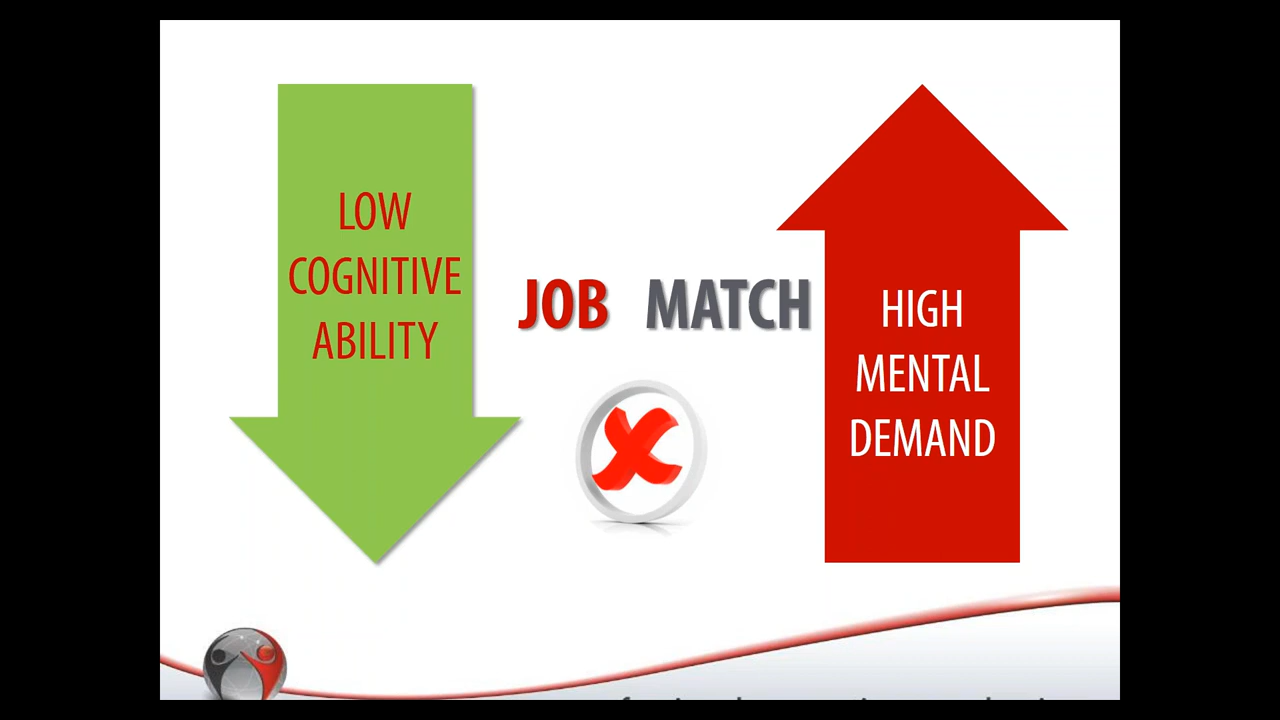 LOW
COGNITIVE
ABILITY
JOB MATCH
HIGH
MENTAL
DEMAND